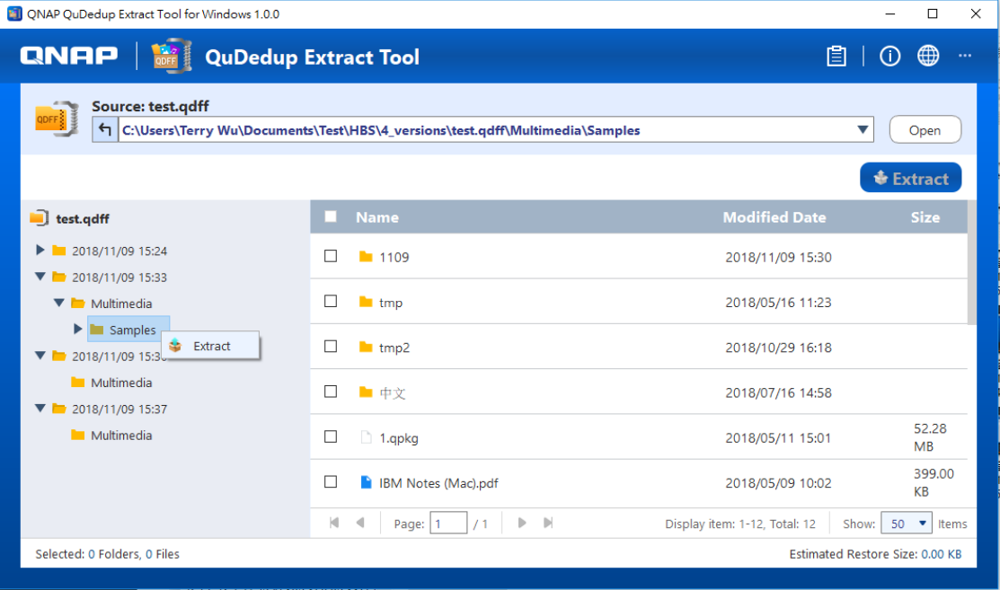 QNAP QuDedup Extract Tool for Windows 1.0.0
QNAP QDFF QuDedup Extract Tool
QDFF
Source: test.qdff
C:\Users\Terry Wu\Documents\Test\HBS\4_versions\test.qdff\Multimedia\Samples
Open
Extract
test.qdff
2018/11/09 15:24
2018/11/09 15:33
Multimedia
Samples
Extract
2018/11/09 15:3
Multimedia
2018/11/09 15:37
Multimedia
Name Modified Date Size
1109 2018/11/09 15:30
tmp 2018/05/16 11:23
tmp2 2018/10/29 16:18
中文 2018/07/16 14:58
1.qpkg 2018/05/11 15:01 52.28 MB
IBM Notes (Mac).pdf 2018/05/09 10:02 399.00 KB
Page: 1 / 1 Display item: 1-12, Total: 12 Show: 50 Items
Selected: 0 Folders, 0 Files Estimated Restore Size: 0.00 KB